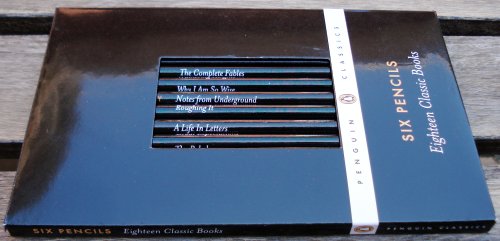 The Complete Fables
Why I Am So Wise
Notes from Underground
Roughing It
A Life In Letters
PENGUIN CLASSICS
SIX PENCILS
Eighteen Classic Books
SIX PENCILS Eighteen Classic Books
PENGUIN CLASSICS